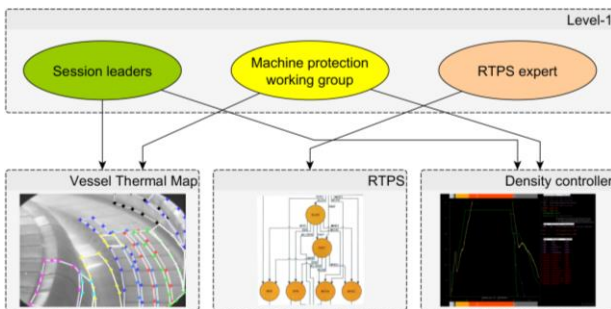 Level-1
Session leaders
Machine protection
working group
RTPS expert
Vessel Thermal Map
RTPS
Density controller